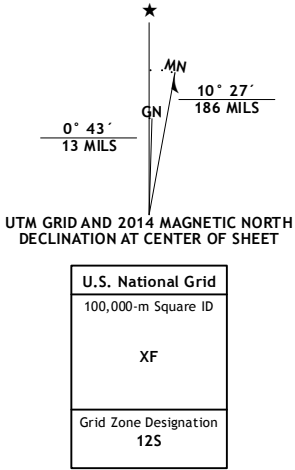 MN
10° 27´
186 MILS
GN
0° 43´
13 MILS
UTM GRID AND 2014 MAGNETIC NORTH
DECLINATION AT CENTER OF SHEET
U.S. National Grid
100,000-m Square ID
XF
Grid Zone Designation
12S